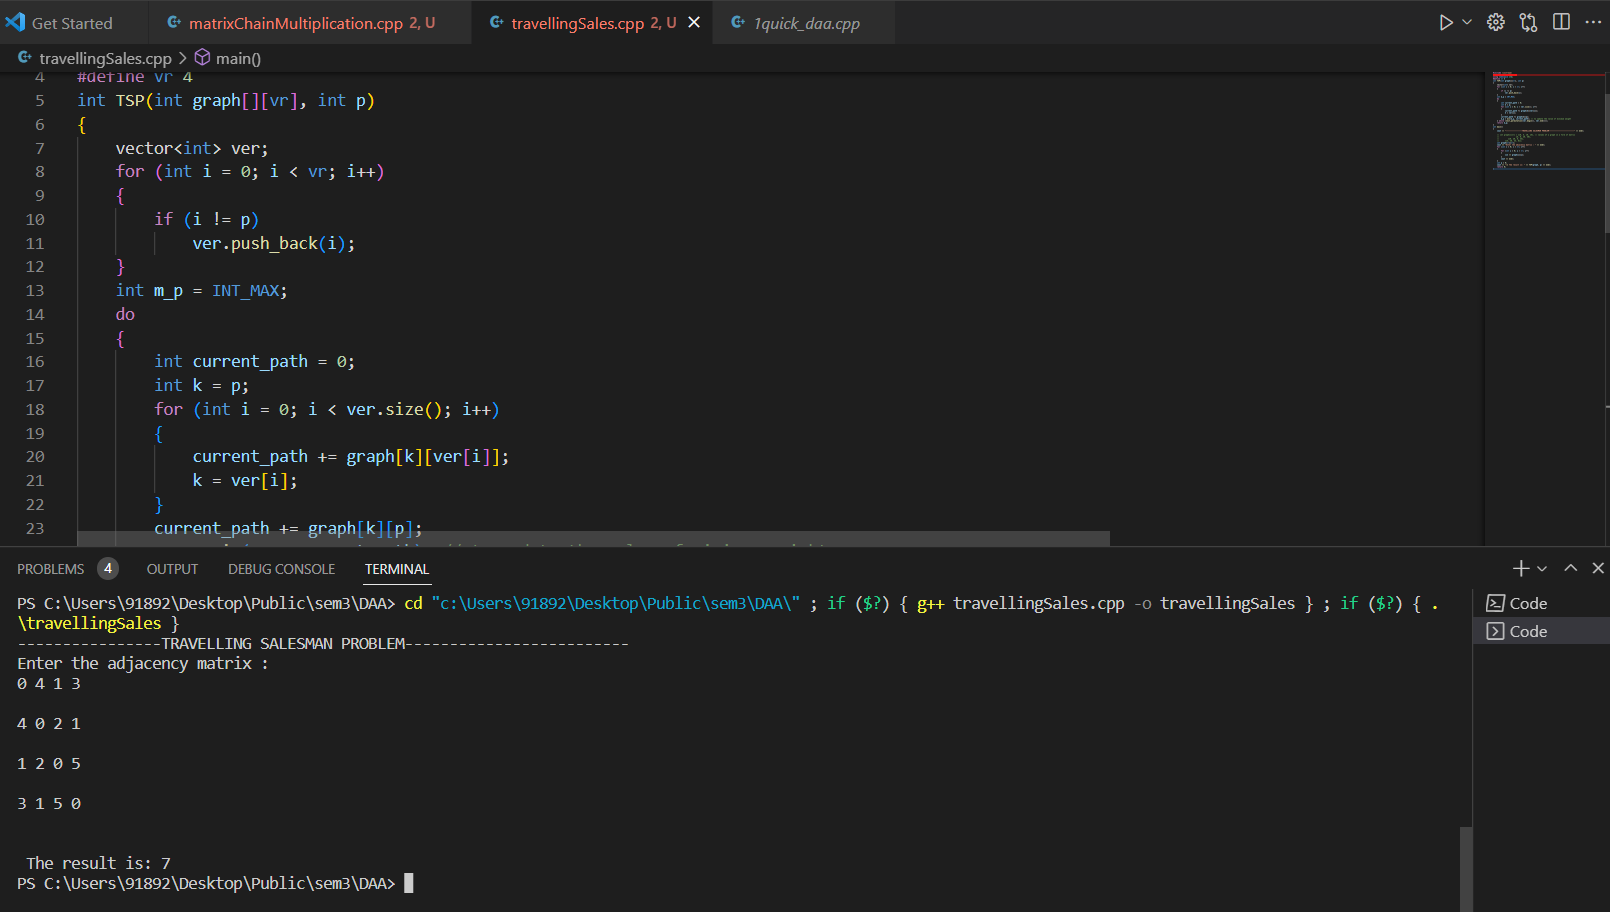 Get Started matrixChainMultiplication.cpp 2, U travellingSales.cpp 2, U 1quick_daa.cpp
travellingSales.cpp > main()
4 #define vr 4
5 int TSP(int graph[][vr], int p)
6 {
7 vector<int> ver;
8 for (int i = 0; i < vr; i++)
9 {
10 if (i != p)
11 ver.push_back(i);
12 }
13 int m_p = INT_MAX;
14 do
15 {
16 int current_path = 0;
17 int k = p;
18 for (int i = 0; i < ver.size(); i++)
19 {
20 current_path += graph[k][ver[i]];
21 k = ver[i];
22 }
23 current_path += graph[k][p];
PROBLEMS 4 OUTPUT DEBUG CONSOLE TERMINAL
PS C:\Users\91892\Desktop\Public\sem3\DAA> cd "c:\Users\91892\Desktop\Public\sem3\DAA\" ; if ($?) { g++ travellingSales.cpp -o travellingSales } ; if ($?) { .
\travellingSales }
----------------TRAVELLING SALESMAN PROBLEM-------------------------
Enter the adjacency matrix :
0 4 1 3
4 0 2 1
1 2 0 5
3 1 5 0
The result is: 7
PS C:\Users\91892\Desktop\Public\sem3\DAA>
Code
Code